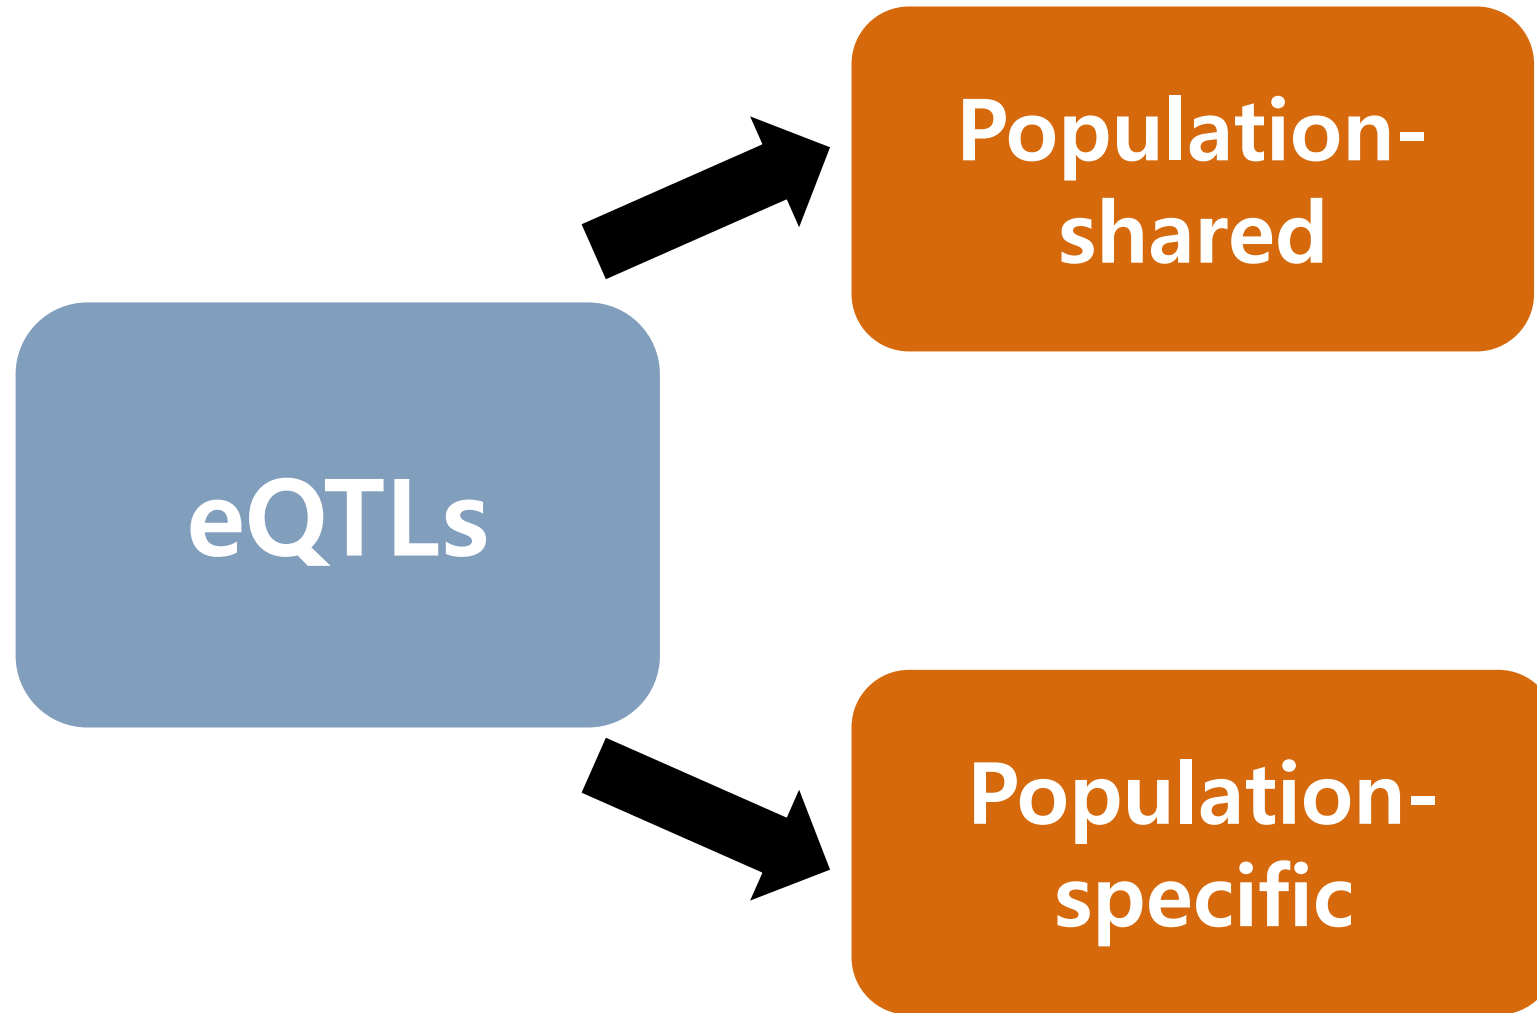 Population-
shared
eQTLs
Population-
specific